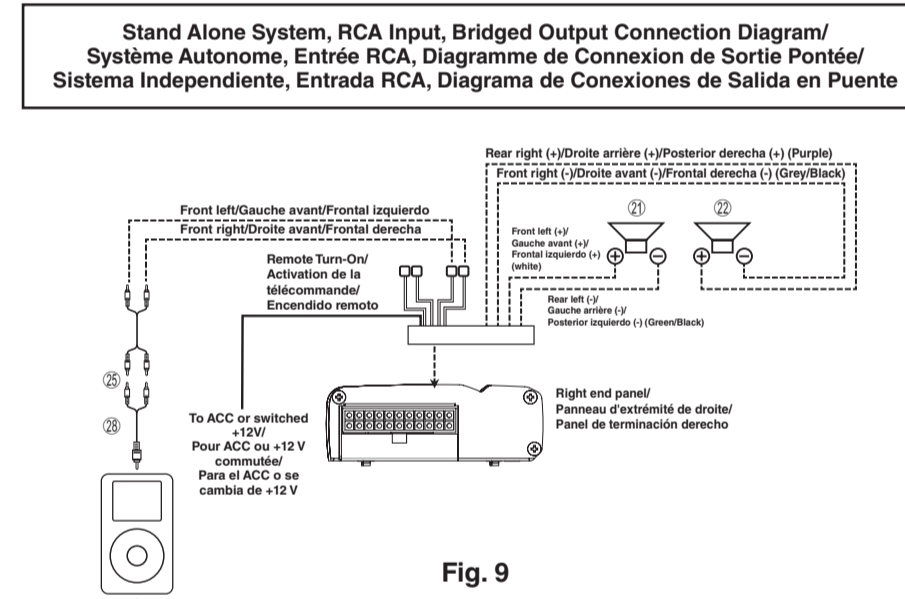 Stand Alone System, RCA Input, Bridged Output Connection Diagram/
Système Autonome, Entrée RCA, Diagramme de Connexion de Sortie Pontée/
Sistema Independiente, Entrada RCA, Diagrama de Conexiones de Salida en Puente
Rear right (+)/Droite arrière (+)/Posterior derecha (+) (Purple)
Front right (-)/Droite avant (-)/Frontal derecha (-) (Grey/Black)
Front left/Gauche avant/Frontal izquierdo
Front right/Droite avant/Frontal derecha
Remote Turn-On/
Activation de la
télécommande/
Encendido remoto
Front left (+)/
Gauche avant (+)/
Frontal izquierdo (+)
(white)
21
22
+
−
+
−
Rear left (-)/
Gauche arrière (-)/
Posterior izquierdo (-) (Green/Black)
25
28
To ACC or switched
+12V/
Pour ACC ou +12 V
commutée/
Para el ACC o se
cambia de +12 V
Right end panel/
Panneau d'extrémité de droite/
Panel de terminación derecho
Fig. 9